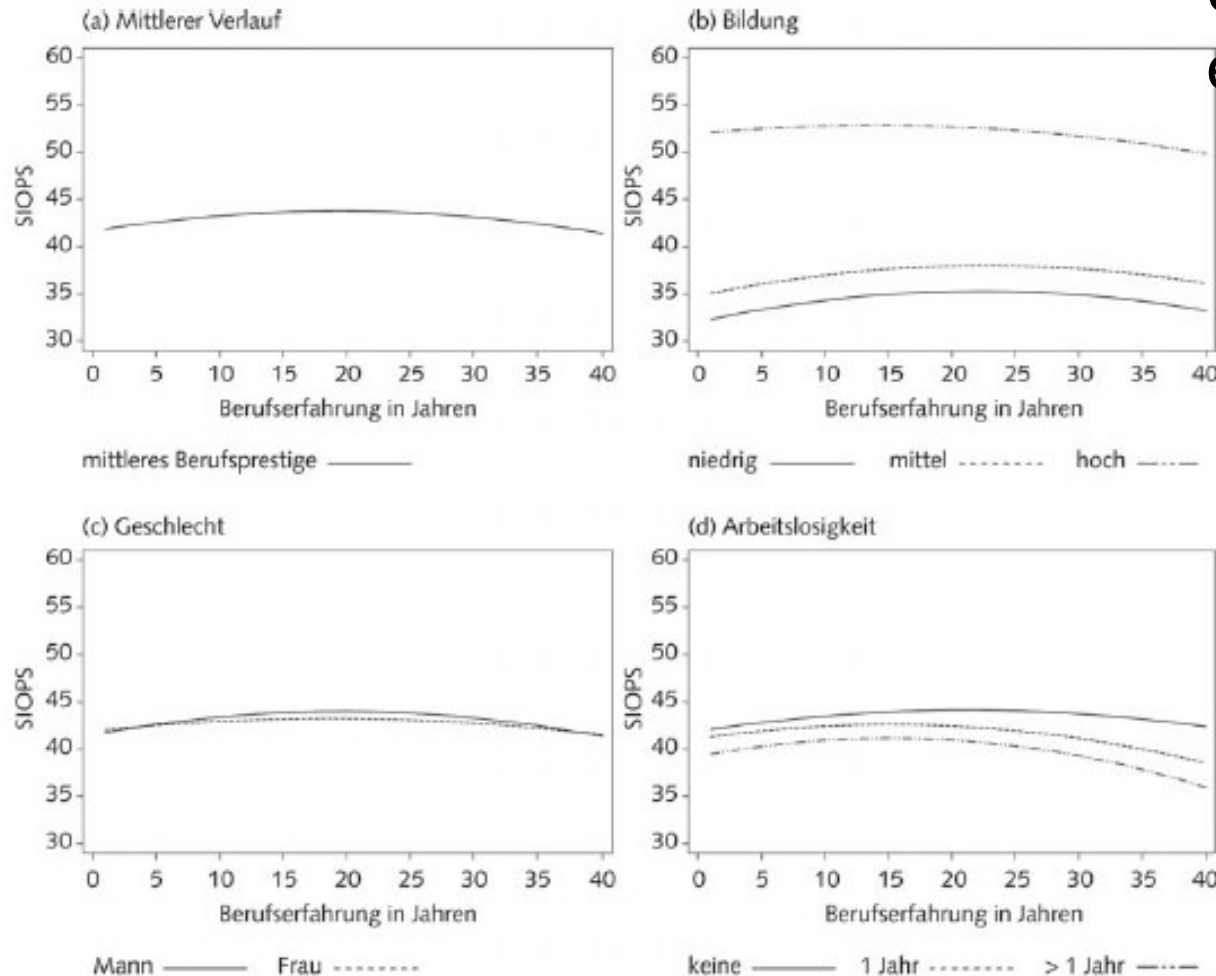 (a) Mittlerer Verlauf
60
55
50
45
40
35
30
SIOPS
0 5 10 15 20 25 30 35 40
Berufserfahrung in Jahren
mittleres Berufsprestige
(b) Bildung
60
55
50
45
40
35
30
SIOPS
0 5 10 15 20 25 30 35 40
Berufserfahrung in Jahren
niedrig mittel hoch
(c) Geschlecht
60
55
50
45
40
35
30
SIOPS
0 5 10 15 20 25 30 35 40
Berufserfahrung in Jahren
Mann Frau
(d) Arbeitslosigkeit
60
55
50
45
40
35
30
SIOPS
0 5 10 15 20 25 30 35 40
Berufserfahrung in Jahren
keine 1 Jahr > 1 Jahr